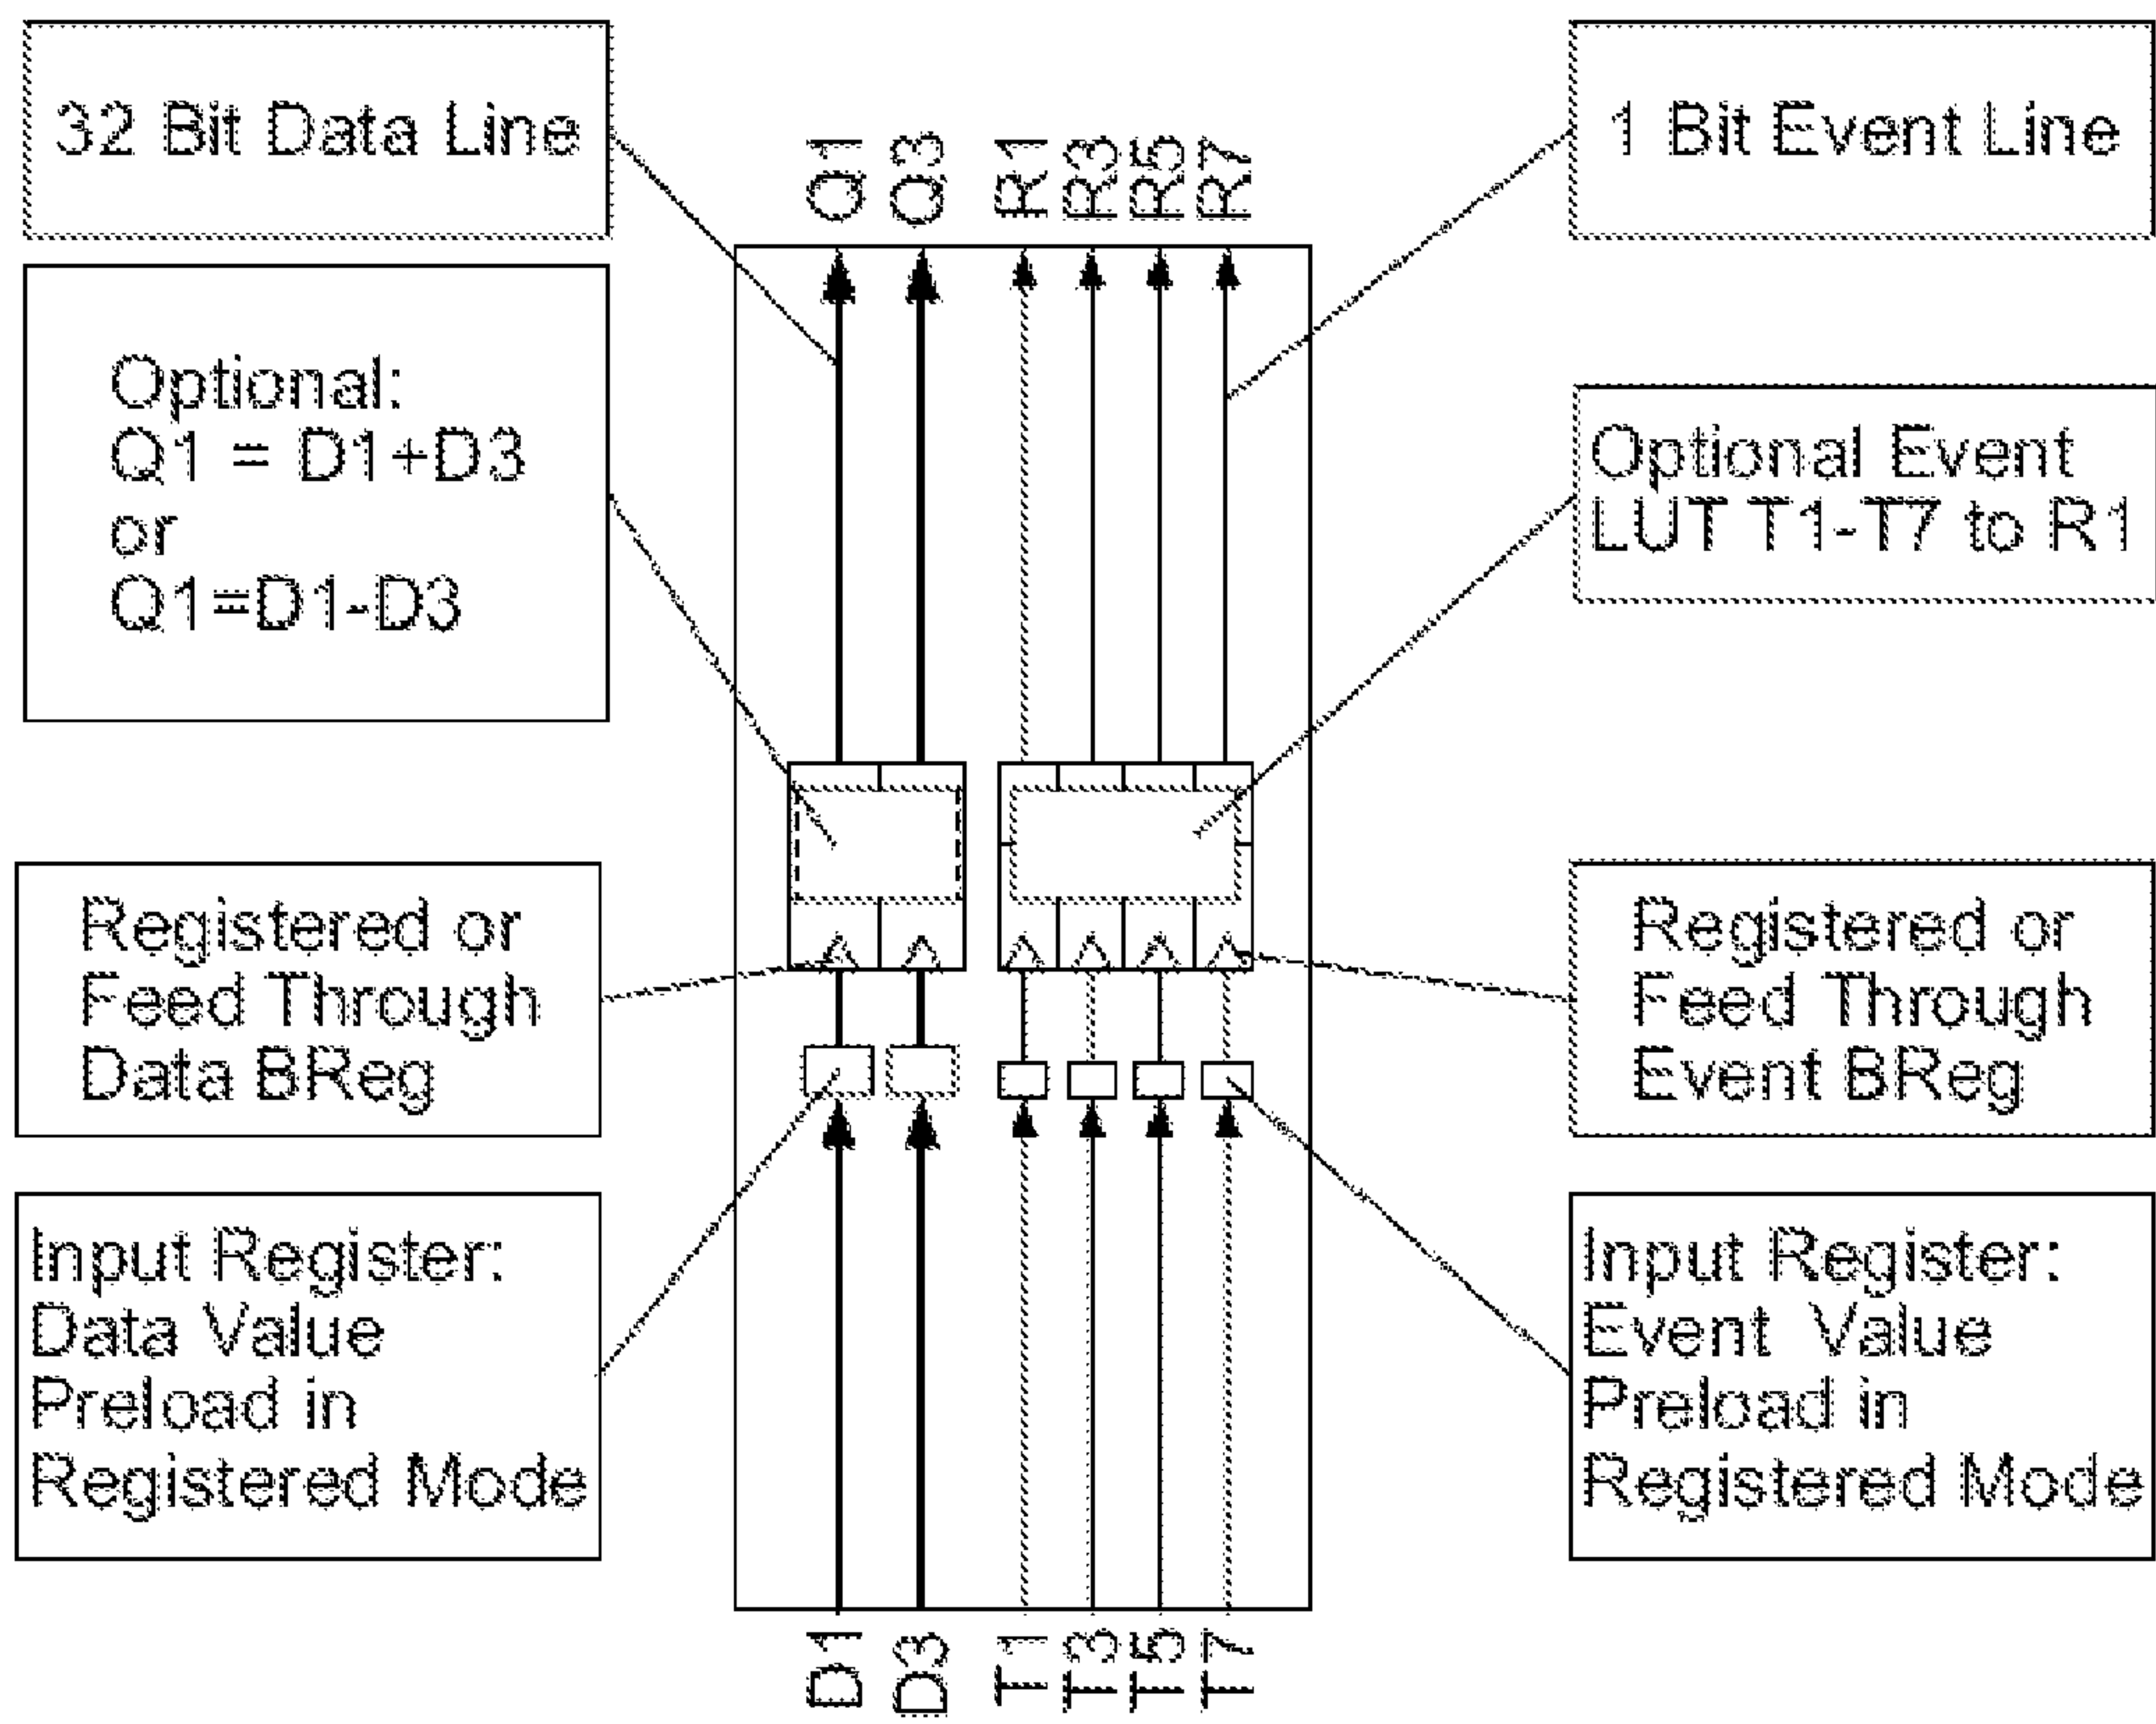 32 Bit Data Line
Q1
Q3
R1
R3
R5
R7
1 Bit Event Line
Optional:
Q1 = D1+D3
or
Q1=D1-D3
Optional Event
LUT T1-T7 to R1
Registered or
Feed Through
Data BReg
Registered or
Feed Through
Event BReg
Input Register:
Data Value
Preload in
Registered Mode
Input Register:
Event Value
Preload in
Registered Mode
D1
D3
T1
T3
T5
T7